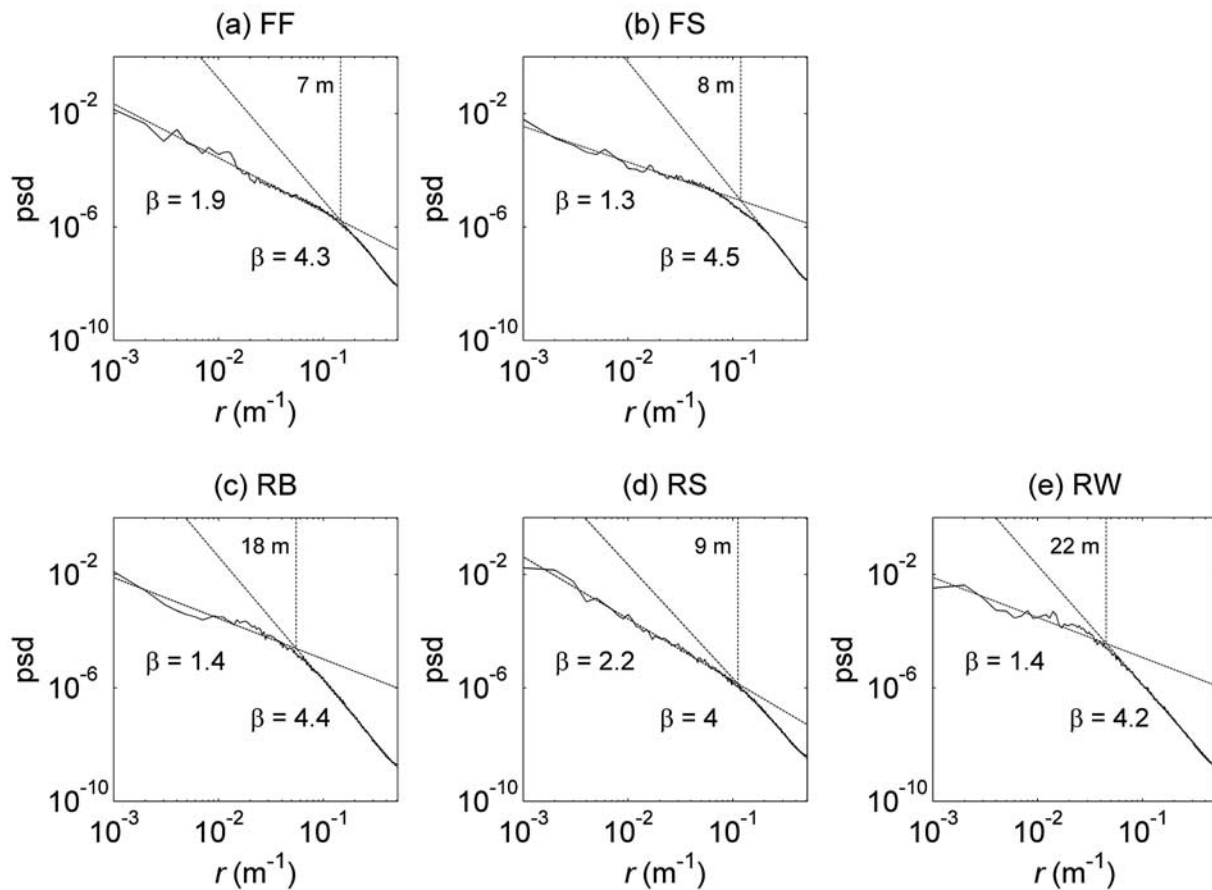 (a) FF
7 m
10⁻²
10⁻⁶
10⁻¹⁰
psd
β = 1.9
β = 4.3
10⁻³ 10⁻² 10⁻¹
r (m⁻¹)
(b) FS
8 m
10⁻²
10⁻⁶
10⁻¹⁰
psd
β = 1.3
β = 4.5
10⁻³ 10⁻² 10⁻¹
r (m⁻¹)
(c) RB
18 m
10⁻²
10⁻⁶
10⁻¹⁰
psd
β = 1.4
β = 4.4
10⁻³ 10⁻² 10⁻¹
r (m⁻¹)
(d) RS
9 m
10⁻²
10⁻⁶
10⁻¹⁰
psd
β = 2.2
β = 4
10⁻³ 10⁻² 10⁻¹
r (m⁻¹)
(e) RW
22 m
10⁻²
10⁻⁶
10⁻¹⁰
psd
β = 1.4
β = 4.2
10⁻³ 10⁻² 10⁻¹
r (m⁻¹)